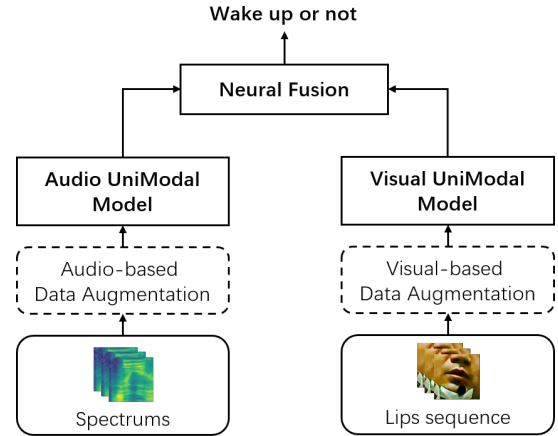 Wake up or not
Neural Fusion
Audio UniModal
Model
Visual UniModal
Model
Audio-based
Data Augmentation
Visual-based
Data Augmentation
Spectrums
Lips sequence